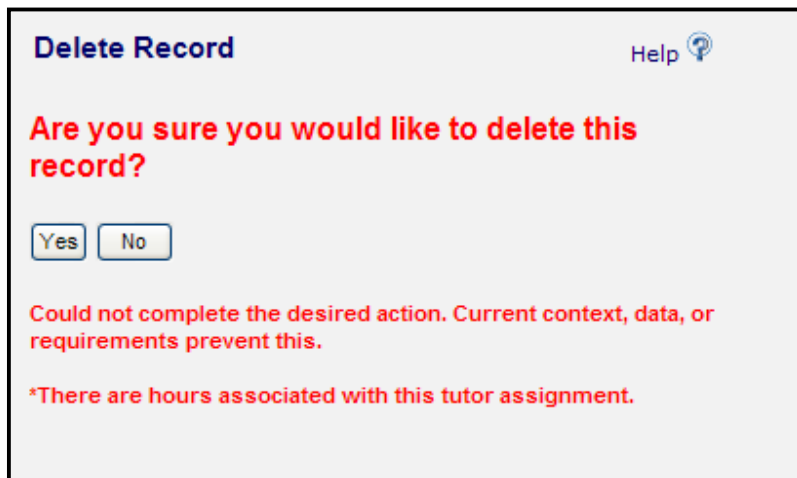 Delete Record
Help
Are you sure you would like to delete this
record?
Yes No
Could not complete the desired action. Current context, data, or
requirements prevent this.
*There are hours associated with this tutor assignment.